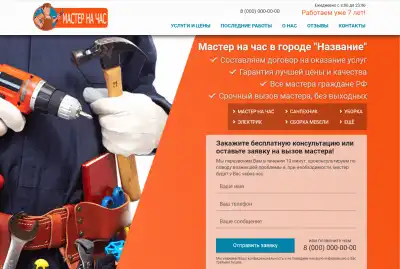 МАСТЕР НА ЧАС
8 (000) 000-00-00
Ежедневно с 8:00 до 23:00
Работаем уже 7 лет!
УСЛУГИ И ЦЕНЫ
ПОСЛЕДНИЕ РАБОТЫ
О НАС
ОТЗЫВЫ
КОНТАКТЫ
Мастер на час в городе "Название"
Составляем договор на оказание услуг
Гарантия лучшей цены и качества
Все мастера граждане РФ
Срочный вызов мастера, без выходных
МАСТЕР НА ЧАС
САНТЕХНИК
УБОРКА
ЭЛЕКТРИК
СБОРКА МЕБЕЛИ
ЕЩЁ
Закажите бесплатную консультацию или
оставьте заявку на вызов мастера!
Мы перезвоним Вам в течении 10 минут, проконсультируем по
поводу возникшей проблемы и при необходимости мастер
будет у Вас через час
Ваше имя
Ваш телефон
Ваше сообщение
Отправить заявку
или позвоните нам
8 (000) 000-00-00